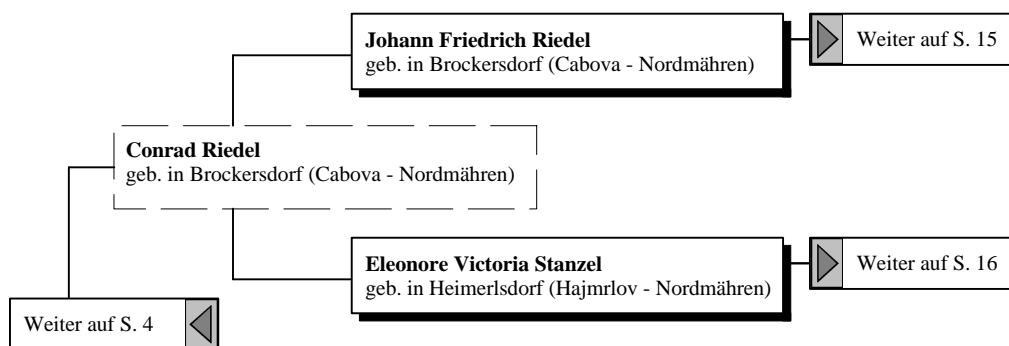 Johann Friedrich Riedel
geb. in Brockersdorf (Cabova - Nordmähren)
Weiter auf S. 15
Conrad Riedel
geb. in Brockersdorf (Cabova - Nordmähren)
Eleonore Victoria Stanzel
geb. in Heimerlsdorf (Hajmrlov - Nordmähren)
Weiter auf S. 16
Weiter auf S. 4